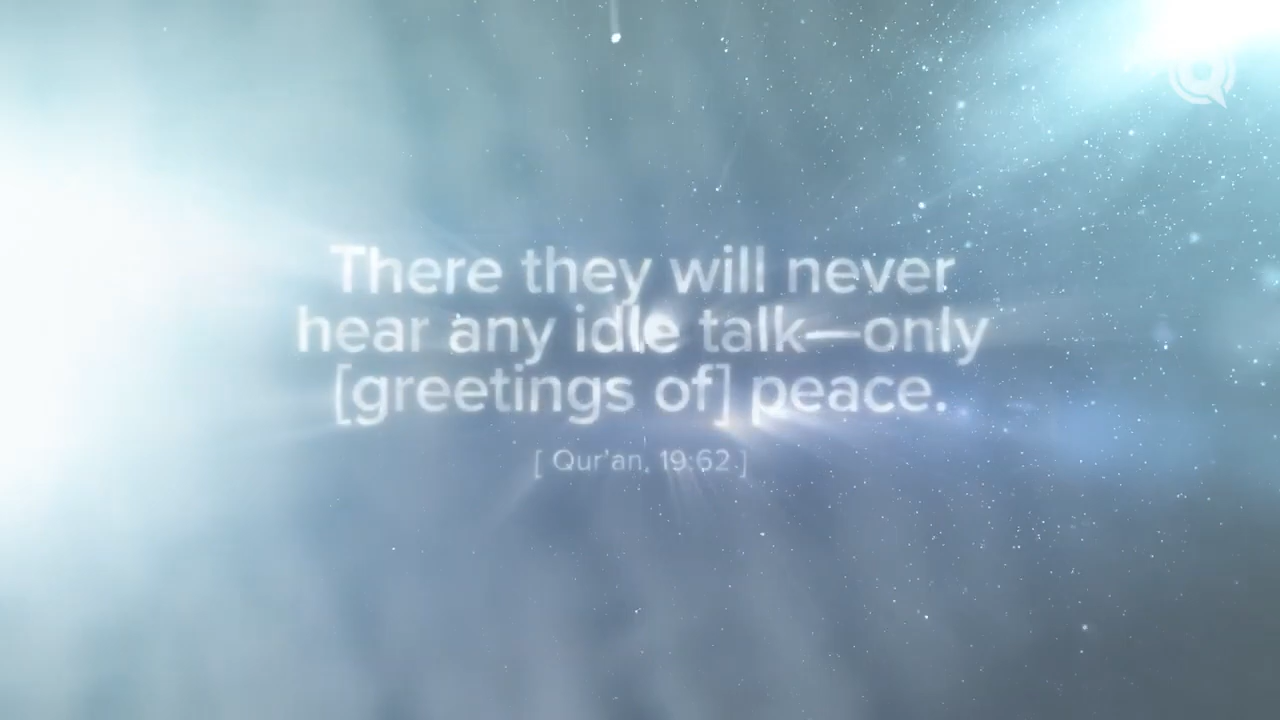 There they will never
hear any idle talk—only
[greetings of] peace.
[ Qur'an, 19:62 ]